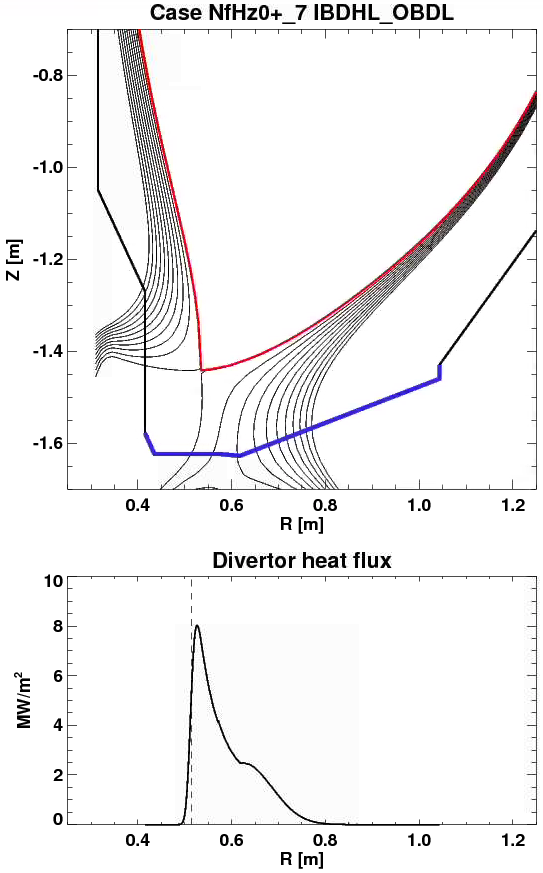 Case NfHz0+_7 IBDHL_OBDL
-0.8
-1.0
-1.2
-1.4
-1.6
Z [m]
0.4 0.6 0.8 1.0 1.2
R [m]
Divertor heat flux
10
8
6
4
2
0
MW/m²
0.4 0.6 0.8 1.0 1.2
R [m]